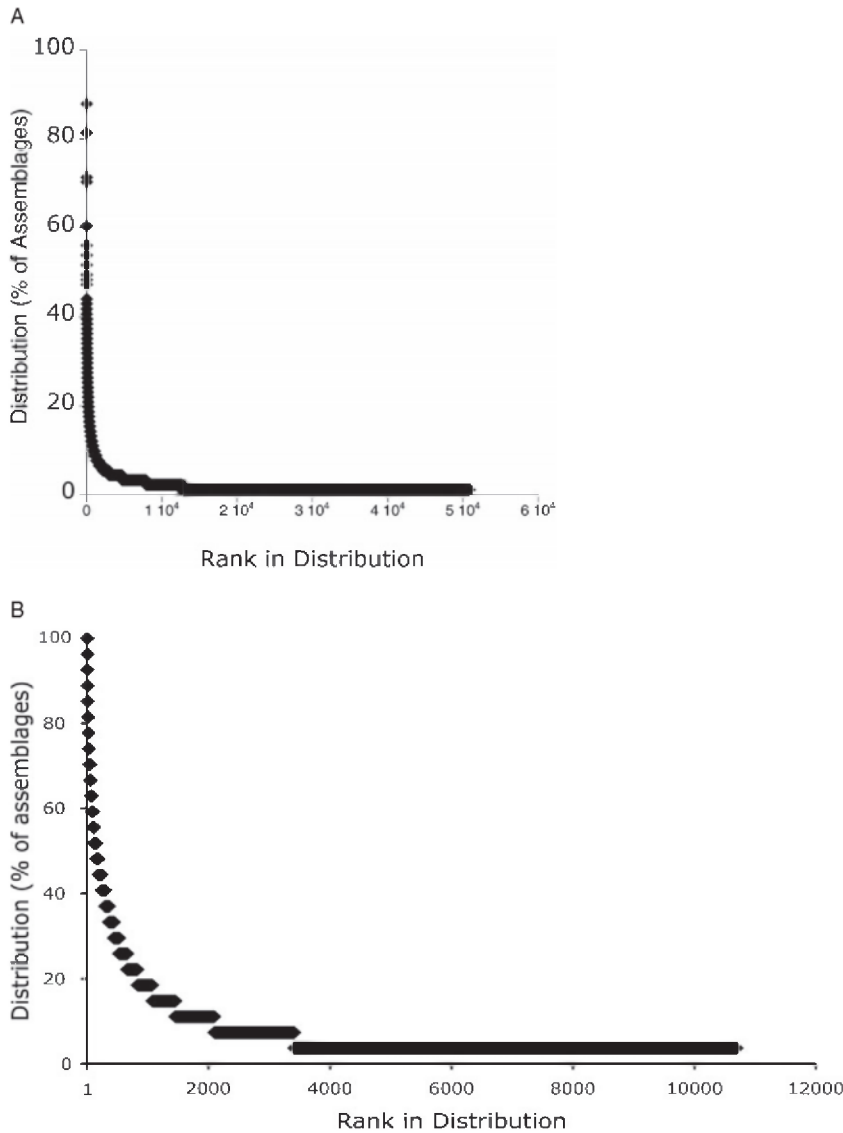 A
100
80
60
40
20
0
Distribution (% of Assemblages)
0 1 10⁴ 2 10⁴ 3 10⁴ 4 10⁴ 5 10⁴ 6 10⁴
Rank in Distribution
B
100
80
60
40
20
0
Distribution (% of assemblages)
1 2000 4000 6000 8000 10000 12000
Rank in Distribution